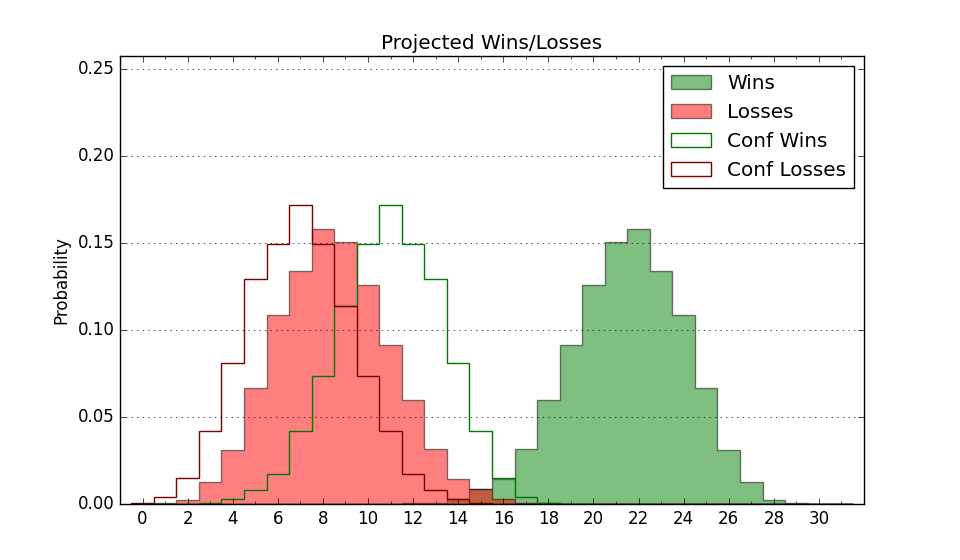 Projected Wins/Losses
0.25
0.20
0.15
0.10
0.05
0.00
Probability
Wins
Losses
Conf Wins
Conf Losses
0 2 4 6 8 10 12 14 16 18 20 22 24 26 28 30